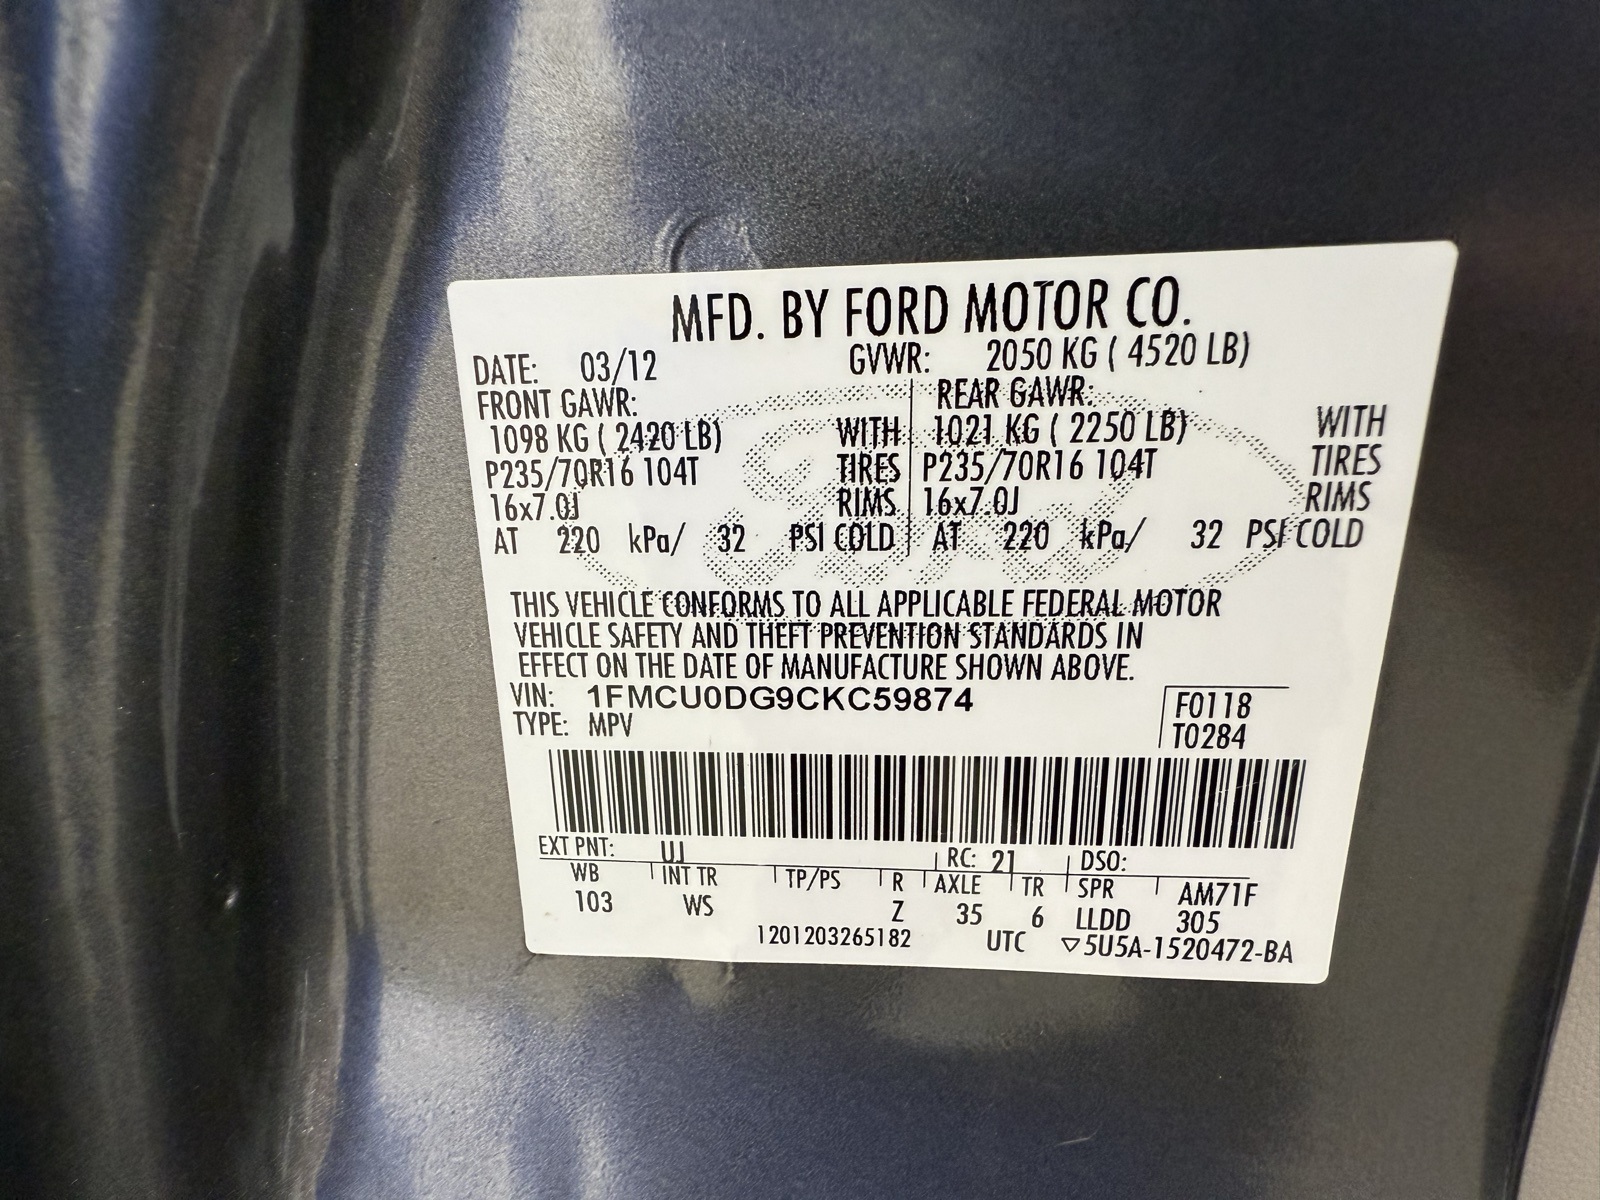 MFD. BY FORD MOTOR CO.
DATE: 03/12 GVWR: 2050 KG ( 4520 LB)
FRONT GAWR: REAR GAWR:
1098 KG ( 2420 LB) WITH 1021 KG ( 2250 LB) WITH
P235/70R16 104T TIRES P235/70R16 104T TIRES
16x7.0J RIMS 16x7.0J RIMS
AT 220 kPa/ 32 PSI COLD AT 220 kPa/ 32 PSI COLD
Ford
THIS VEHICLE CONFORMS TO ALL APPLICABLE FEDERAL MOTOR
VEHICLE SAFETY AND THEFT PREVENTION STANDARDS IN
EFFECT ON THE DATE OF MANUFACTURE SHOWN ABOVE.
VIN: 1FMCU0DG9CKC59874 F0118
TYPE: MPV T0284
EXT PNT: UJ RC: 21 DSO:
WB INT TR TP/PS R AXLE TR SPR AM71F
103 WS Z 35 6 LLDD 305
1201203265182 UTC ▽5U5A-1520472-BA